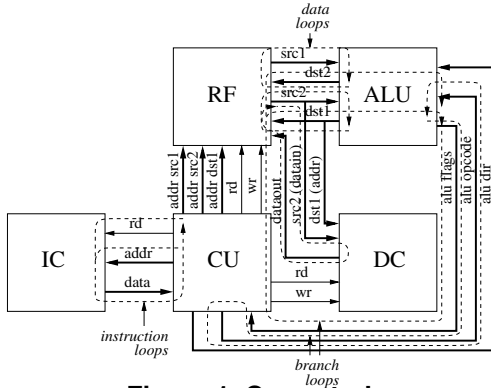 data
loops
src1
dst2
RF
ALU
src2
dst1
addr src1
addr src2
addr dst1
rd
wr
dataout
src2 (datain)
dst1 (addr)
alu flags
alu opcode
alu dir
rd
IC
addr
CU
DC
data
rd
wr
instruction
loops
branch
loops